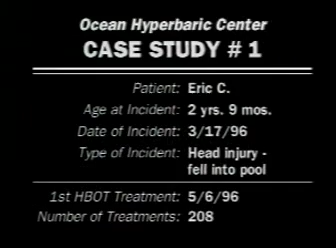 Ocean Hyperbaric Center
CASE STUDY # 1
Patient: Eric C.
Age at Incident: 2 yrs. 9 mos.
Date of Incident: 3/17/96
Type of Incident: Head injury -
fell into pool
1st HBOT Treatment: 5/6/96
Number of Treatments: 208